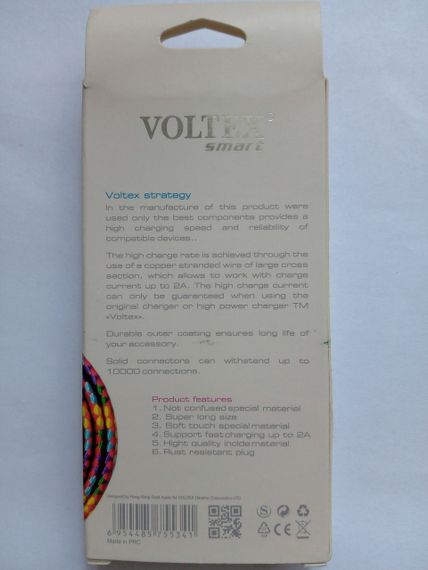 VOLTEX
smart
Voltex strategy
In the manufacture of this product were
used only the best components provides a
high charging speed and reliability of
compatible devices..
The high charge rate is achieved through the
use of a copper stranded wire of large cross
section, which allows to work with charge
current up to 2A. The high charge current
can only be guaranteed when using the
original charger or high power charger TM
«Voltex».
Durable outer coating ensures long life of
your accessory.
Solid connectors can withstand up to
10000 connections.
Product features
1. Not confused special material
2. Super long size
3. Soft touch special material
4. Support fast charging up to 2A
5. Hight quality incide material
6. Rust resistant plug
6 954485 755341
Made in PRC